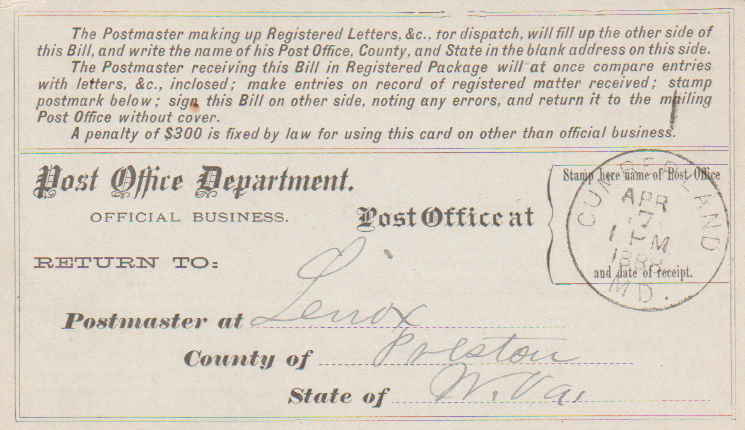 The Postmaster making up Registered Letters, &c., for dispatch, will fill up the other side of
this Bill, and write the name of his Post Office, County, and State in the blank address on this side.
The Postmaster receiving this Bill in Registered Package will at once compare entries
with letters, &c., inclosed; make entries on record of registered matter received; stamp
postmark below; sign this Bill on other side, noting any errors, and return it to the mailing
Post Office without cover.
A penalty of $300 is fixed by law for using this card on other than official business.
Post Office Department.
OFFICIAL BUSINESS.
Post Office at
Stamp here name of Post Office
and date of receipt.
CUMBERLAND
APR
7
1 PM
MD.
RETURN TO:
Postmaster at Lenox
County of Preston
State of W. Va.